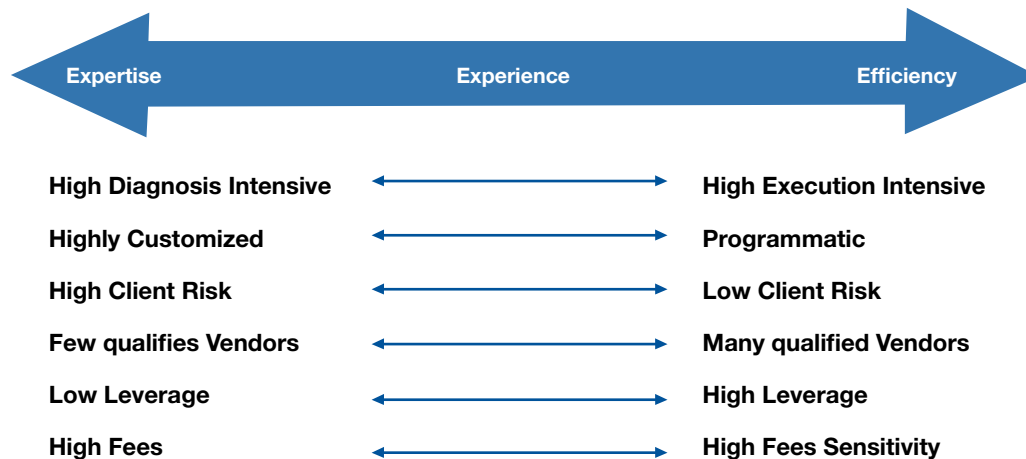 Expertise Experience Efficiency
High Diagnosis Intensive High Execution Intensive
Highly Customized Programmatic
High Client Risk Low Client Risk
Few qualifies Vendors Many qualified Vendors
Low Leverage High Leverage
High Fees High Fees Sensitivity